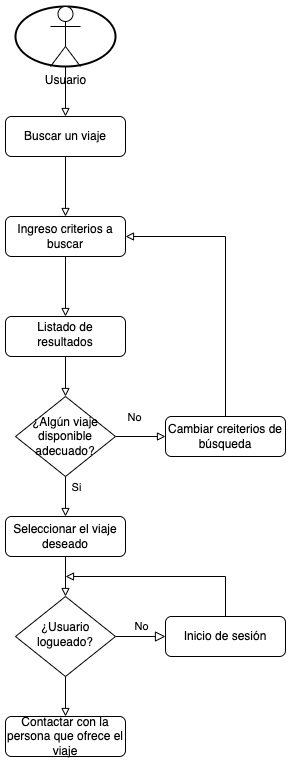 Usuario
Buscar un viaje
Ingreso criterios a
buscar
Listado de
resultados
¿Algún viaje
disponible
adecuado?
No
Cambiar creiterios de
búsqueda
Si
Seleccionar el viaje
deseado
¿Usuario
logueado?
No
Inicio de sesión
Contactar con la
persona que ofrece el
viaje